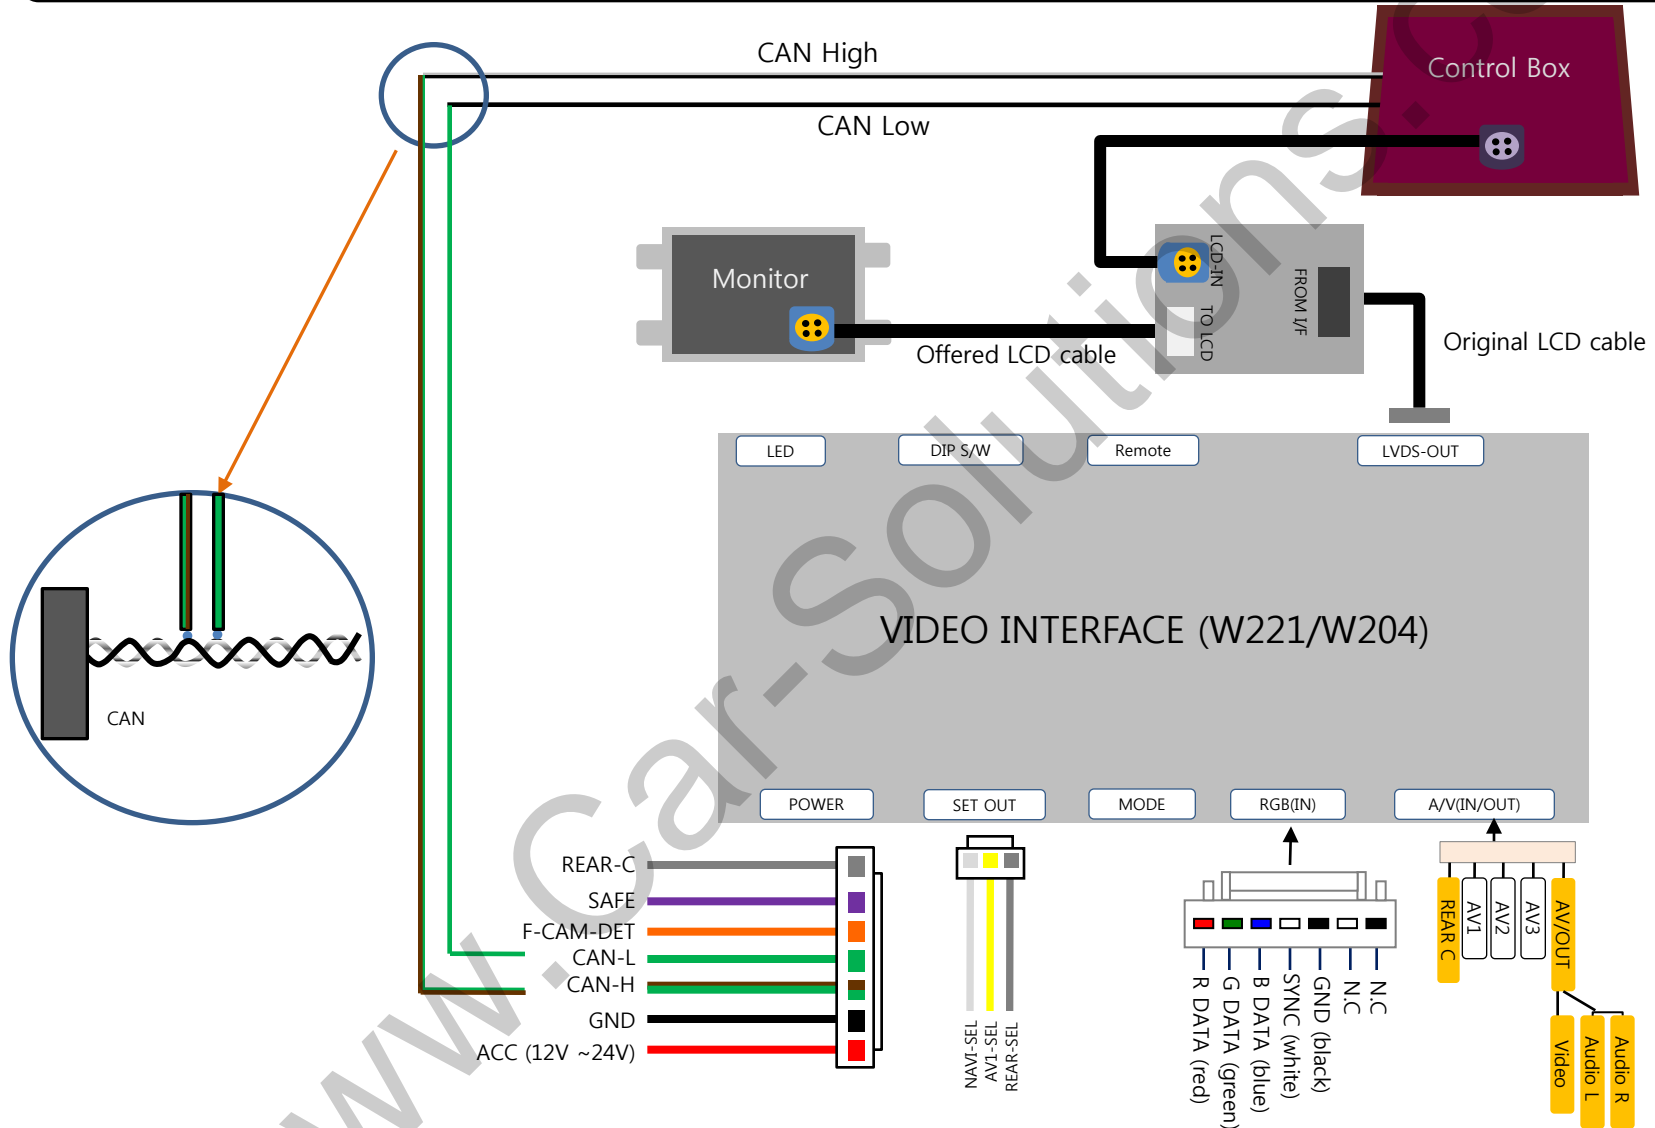 CAN High
Control Box
CAN Low
LCD-IN
FROM I/F
Monitor
TO LCD
Offered LCD cable
Original LCD cable
LED
DIP S/W
Remote
LVDS-OUT
VIDEO INTERFACE (W221/W204)
CAN
POWER
SET OUT
MODE
RGB(IN)
A/V(IN/OUT)
REAR-C
SAFE
F-CAM-DET
CAN-L
CAN-H
GND
ACC (12V ~24V)
NAVI-SEL
AV1-SEL
REAR-SEL
R DATA (red)
G DATA (green)
B DATA (blue)
SYNC (white)
GND (black)
N.C
N.C
REAR C
AV1
AV2
AV3
AV/OUT
Video
Audio L
Audio R
www.Car-Solutions.c